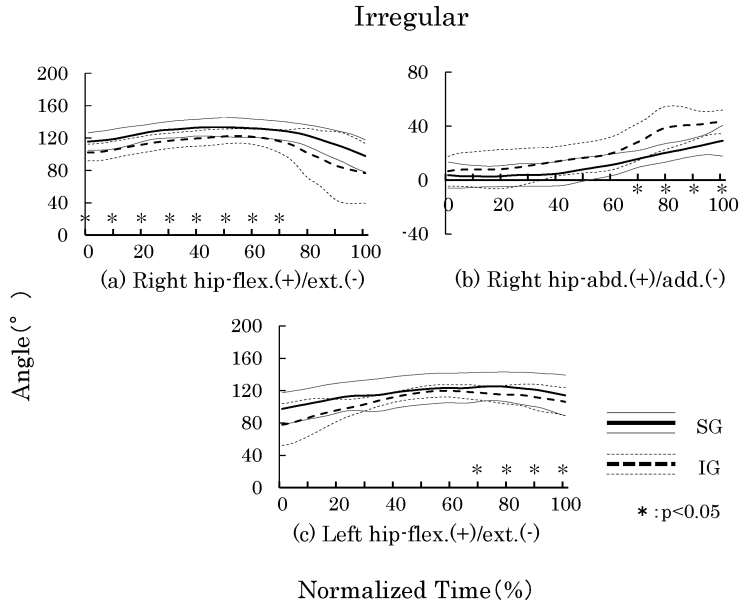 Irregular
200
160
120
80
40
0
* * * * * * * *
0 20 40 60 80 100
(a) Right hip-flex.(+)/ext.(-)
80
40
0
-40
* * * *
0 20 40 60 80 100
(b) Right hip-abd.(+)/add.(-)
Angle(°)
200
160
120
80
40
0
* * * *
0 20 40 60 80 100
(c) Left hip-flex.(+)/ext.(-)
SG
IG
*:p<0.05
Normalized Time(%)